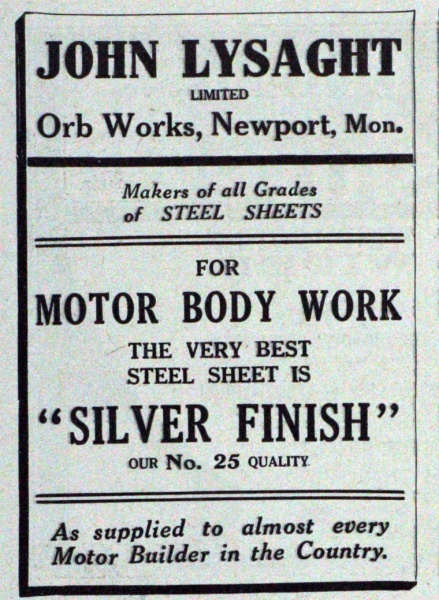 JOHN LYSAGHT
LIMITED
Orb Works, Newport, Mon.
Makers of all Grades
of STEEL SHEETS
FOR
MOTOR BODY WORK
THE VERY BEST
STEEL SHEET IS
“SILVER FINISH”
OUR No. 25 QUALITY.
As supplied to almost every
Motor Builder in the Country.